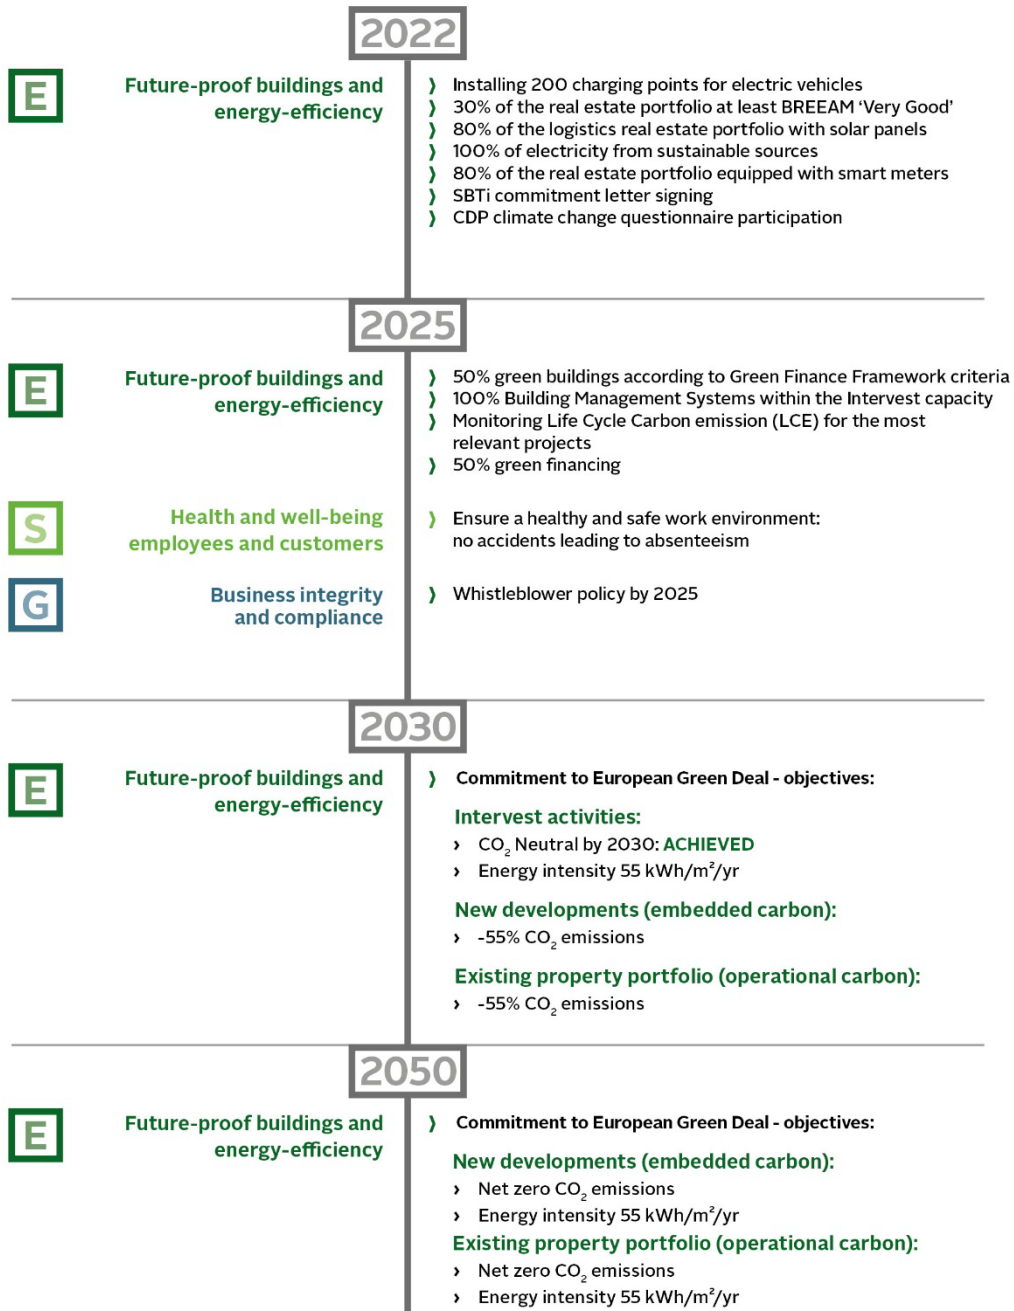 2022
E
Future-proof buildings and
energy-efficiency
❯ Installing 200 charging points for electric vehicles
❯ 30% of the real estate portfolio at least BREEAM ‘Very Good’
❯ 80% of the logistics real estate portfolio with solar panels
❯ 100% of electricity from sustainable sources
❯ 80% of the real estate portfolio equipped with smart meters
❯ SBTi commitment letter signing
❯ CDP climate change questionnaire participation
2025
E
Future-proof buildings and
energy-efficiency
❯ 50% green buildings according to Green Finance Framework criteria
❯ 100% Building Management Systems within the Intervest capacity
❯ Monitoring Life Cycle Carbon emission (LCE) for the most
relevant projects
❯ 50% green financing
S
Health and well-being
employees and customers
❯ Ensure a healthy and safe work environment:
no accidents leading to absenteeism
G
Business integrity
and compliance
❯ Whistleblower policy by 2025
2030
E
Future-proof buildings and
energy-efficiency
❯ Commitment to European Green Deal - objectives:
Intervest activities:
› CO₂ Neutral by 2030: ACHIEVED
› Energy intensity 55 kWh/m²/yr
New developments (embedded carbon):
› -55% CO₂ emissions
Existing property portfolio (operational carbon):
› -55% CO₂ emissions
2050
E
Future-proof buildings and
energy-efficiency
❯ Commitment to European Green Deal - objectives:
New developments (embedded carbon):
› Net zero CO₂ emissions
› Energy intensity 55 kWh/m²/yr
Existing property portfolio (operational carbon):
› Net zero CO₂ emissions
› Energy intensity 55 kWh/m²/yr